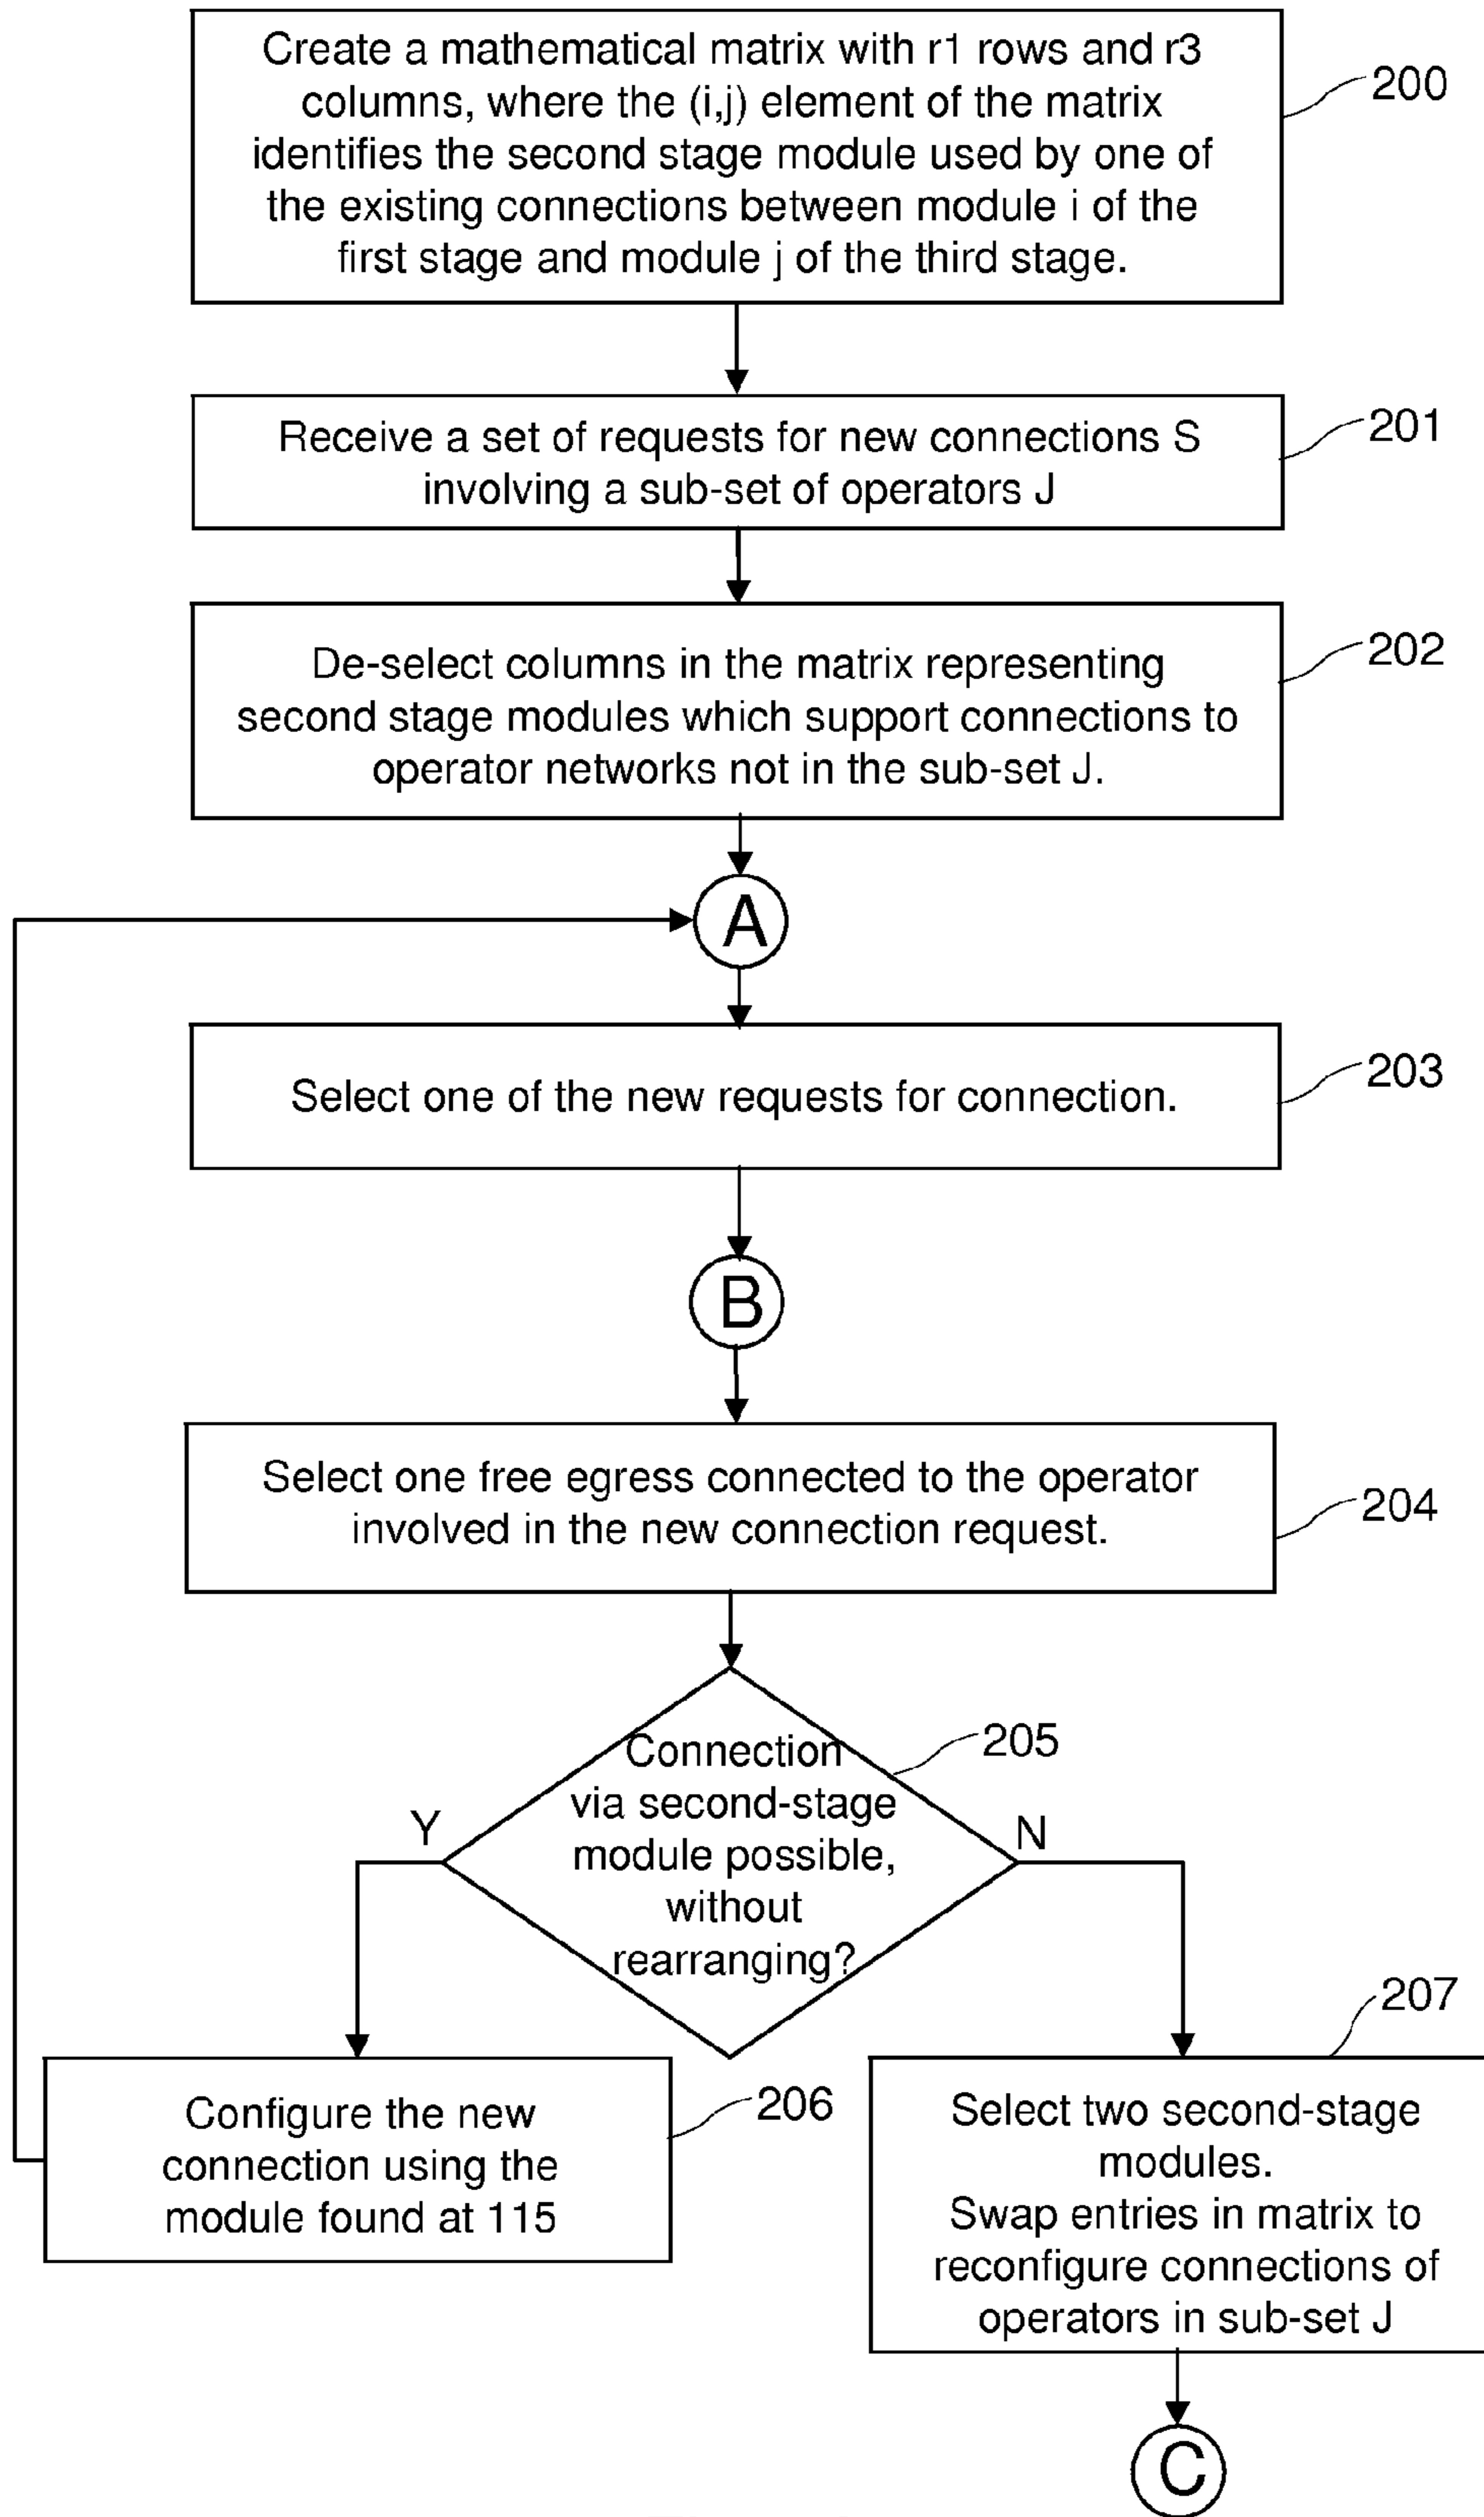 Create a mathematical matrix with r1 rows and r3
columns, where the (i,j) element of the matrix
identifies the second stage module used by one of
the existing connections between module i of the
first stage and module j of the third stage.
200
Receive a set of requests for new connections S
involving a sub-set of operators J
201
De-select columns in the matrix representing
second stage modules which support connections to
operator networks not in the sub-set J.
202
A
Select one of the new requests for connection.
203
B
Select one free egress connected to the operator
involved in the new connection request.
204
Connection
via second-stage
module possible,
without
rearranging?
205
Y
N
Configure the new
connection using the
module found at 115
206
207
Select two second-stage
modules.
Swap entries in matrix to
reconfigure connections of
operators in sub-set J
C